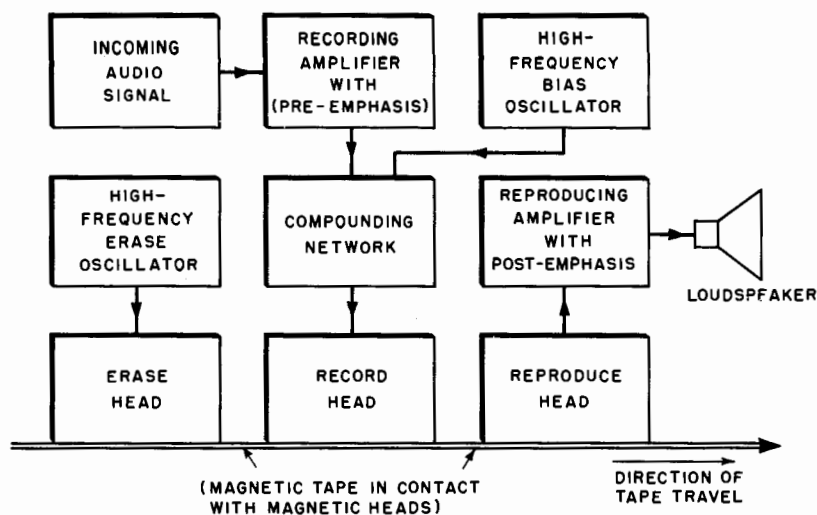 INCOMING
AUDIO
SIGNAL
RECORDING
AMPLIFIER
WITH
(PRE-EMPHASIS)
HIGH-
FREQUENCY
BIAS
OSCILLATOR
HIGH-
FREQUENCY
ERASE
OSCILLATOR
COMPOUNDING
NETWORK
REPRODUCING
AMPLIFIER
WITH
POST-EMPHASIS
LOUDSPEAKER
ERASE
HEAD
RECORD
HEAD
REPRODUCE
HEAD
(MAGNETIC TAPE IN CONTACT
WITH MAGNETIC HEADS)
DIRECTION OF
TAPE TRAVEL